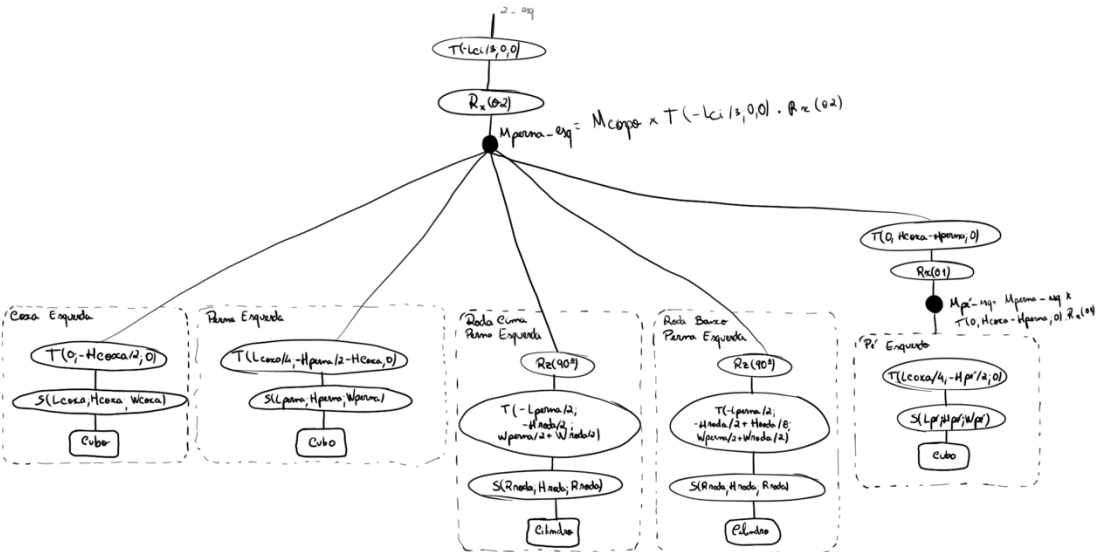 2-esq
T(-Lci/3,0,0)
Rx(θ2)
Mperna-esq = Mcorpo x T(-Lci/3,0,0) . Rx(θ2)
T(0, Hcoxa-Hperna, 0)
Rx(θ1)
Mpé-esq = Mperna-esq x
T(0, Hcoxa-Hperna, 0) . Rx(θ1)
Coxa Esquerda
T(0, -Hcoxa/2, 0)
S(Lcoxa, Hcoxa, Wcoxa)
Cubo
Perna Esquerda
T(Lcoxa/4, -Hperna/2-Hcoxa, 0)
S(Lperna, Hperna, Wperna)
Cubo
Roda Cima
Perna Esquerda
Rz(90º)
T(-Lperna/2;
-Hroda/2;
Wperna/2+Wroda/2)
S(Rroda; Hroda; Rroda)
Cilindro
Roda Baixo
Perna Esquerda
Rz(90º)
T(-Lperna/2;
-Hroda/2+Hroda/8;
Wperna/2+Wroda/2)
S(Rroda, Hroda, Rroda)
Cilindro
Pé Esquerdo
T(Lcoxa/4, -Hpé/2, 0)
S(Lpé; Hpé; Wpé)
Cubo